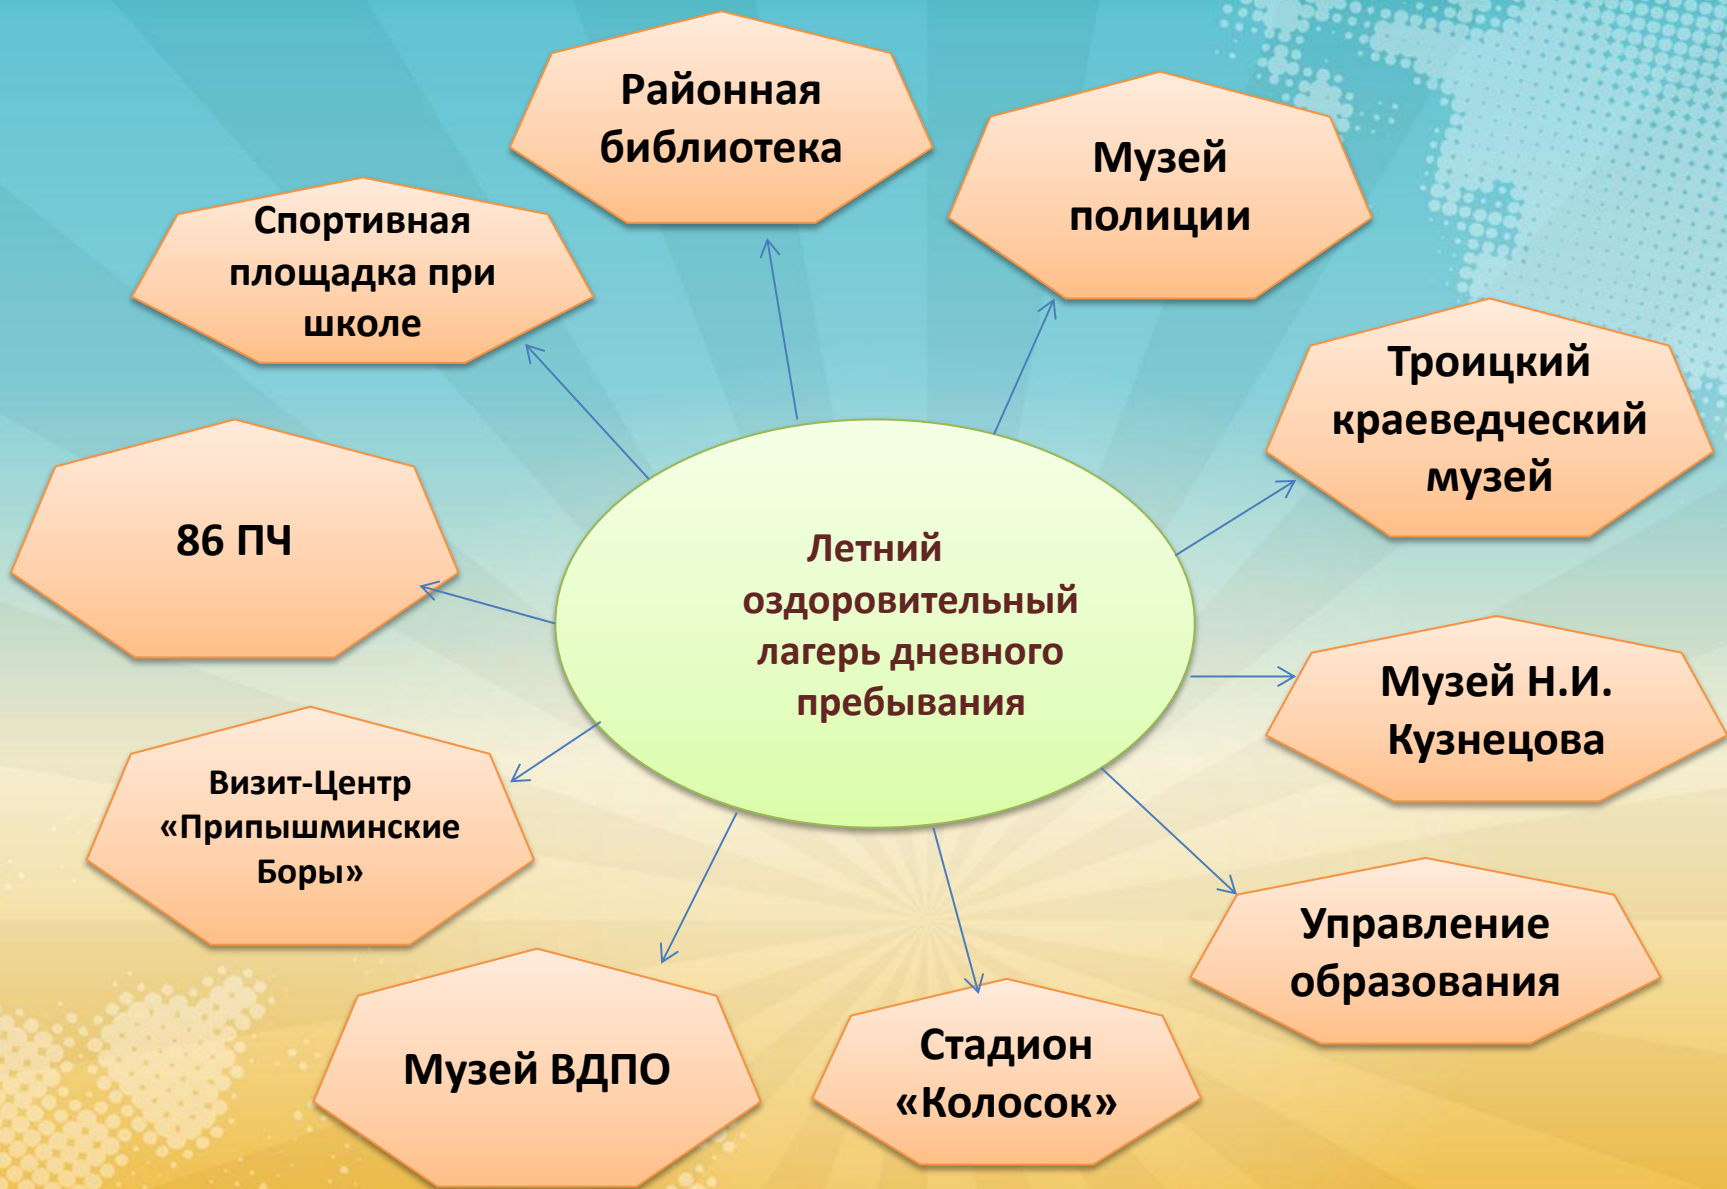 Районная
библиотека
Музей
полиции
Спортивная
площадка при
школе
Троицкий
краеведческий
музей
86 ПЧ
Летний
оздоровительный
лагерь дневного
пребывания
Музей Н.И.
Кузнецова
Визит-Центр
«Припышминские
Боры»
Управление
образования
Музей ВДПО
Стадион
«Колосок»